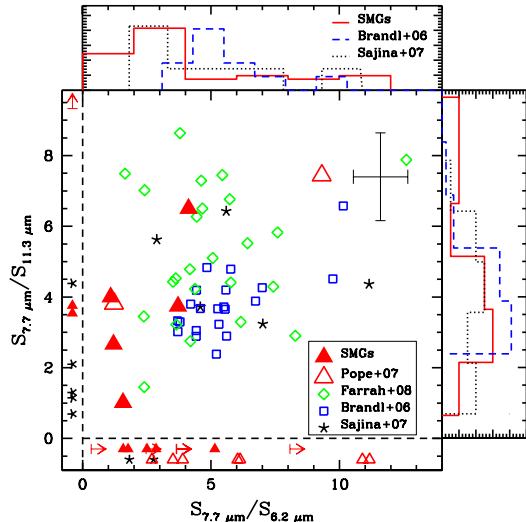 SMGs
Brandl+06
Sajina+07
8
6
4
2
0
S7.7 μm/S11.3 μm
SMGs
Pope+07
Farrah+08
Brandl+06
Sajina+07
0 5 10
S7.7 μm/S6.2 μm